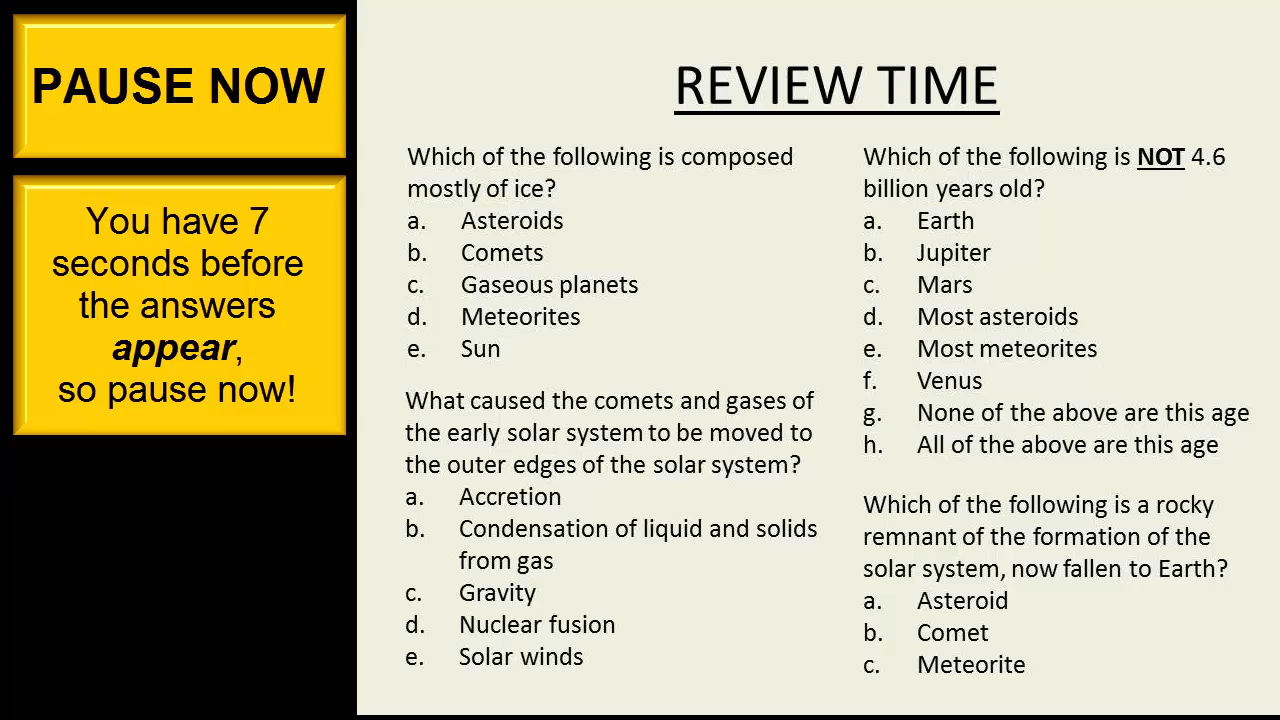 PAUSE NOW
You have 7
seconds before
the answers
appear,
so pause now!
REVIEW TIME
Which of the following is composed
mostly of ice?
a. Asteroids
b. Comets
c. Gaseous planets
d. Meteorites
e. Sun
What caused the comets and gases of
the early solar system to be moved to
the outer edges of the solar system?
a. Accretion
b. Condensation of liquid and solids
from gas
c. Gravity
d. Nuclear fusion
e. Solar winds
Which of the following is NOT 4.6
billion years old?
a. Earth
b. Jupiter
c. Mars
d. Most asteroids
e. Most meteorites
f. Venus
g. None of the above are this age
h. All of the above are this age
Which of the following is a rocky
remnant of the formation of the
solar system, now fallen to Earth?
a. Asteroid
b. Comet
c. Meteorite